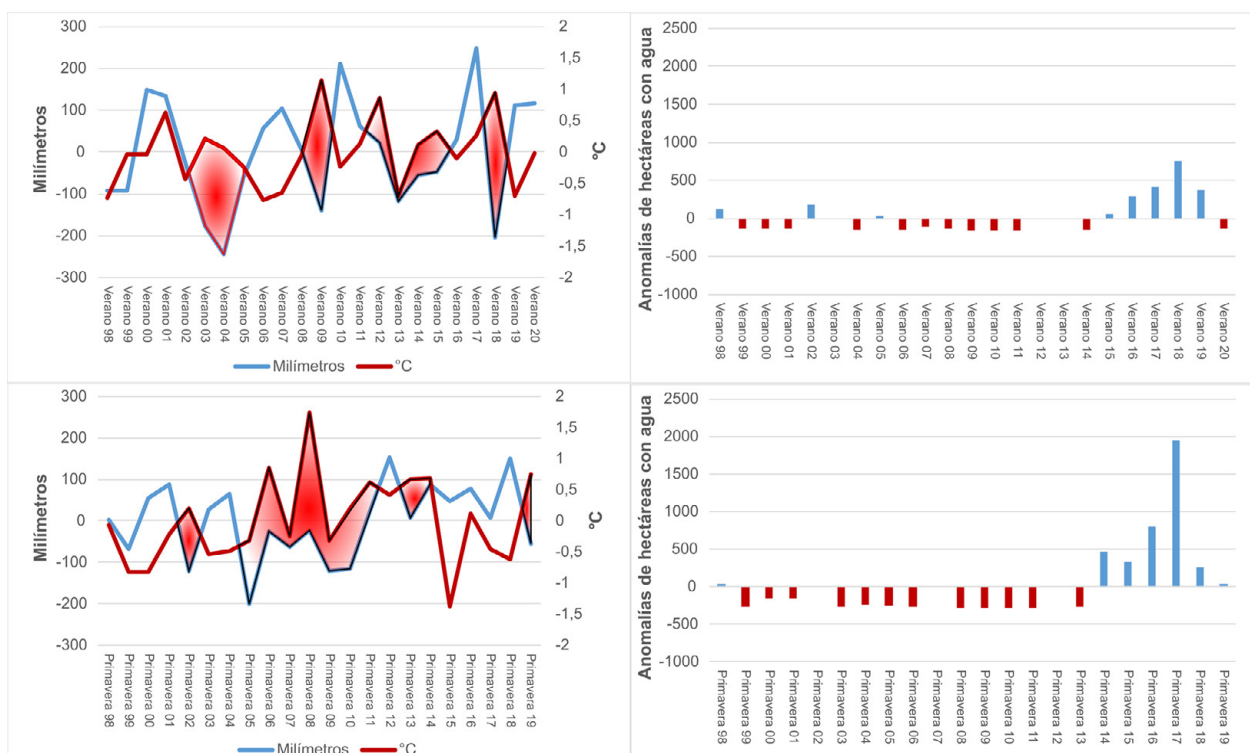 300
200
100
0
-100
-200
-300
Milímetros
2
1,5
1
0,5
0
-0,5
-1
-1,5
-2
°C
Verano 98
Verano 99
Verano 00
Verano 01
Verano 02
Verano 03
Verano 04
Verano 05
Verano 06
Verano 07
Verano 08
Verano 09
Verano 10
Verano 11
Verano 12
Verano 13
Verano 14
Verano 15
Verano 16
Verano 17
Verano 18
Verano 19
Verano 20
Milímetros °C
Anomalías de hectáreas con agua
2500
2000
1500
1000
500
0
-500
-1000
Verano 98
Verano 99
Verano 00
Verano 01
Verano 02
Verano 03
Verano 04
Verano 05
Verano 06
Verano 07
Verano 08
Verano 09
Verano 10
Verano 11
Verano 12
Verano 13
Verano 14
Verano 15
Verano 16
Verano 17
Verano 18
Verano 19
Verano 20
300
200
100
0
-100
-200
-300
Milímetros
2
1,5
1
0,5
0
-0,5
-1
-1,5
-2
°C
Primavera 98
Primavera 99
Primavera 00
Primavera 01
Primavera 02
Primavera 03
Primavera 04
Primavera 05
Primavera 06
Primavera 07
Primavera 08
Primavera 09
Primavera 10
Primavera 11
Primavera 12
Primavera 13
Primavera 14
Primavera 15
Primavera 16
Primavera 17
Primavera 18
Primavera 19
Milímetros °C
Anomalías de hectáreas con agua
2500
2000
1500
1000
500
0
-500
-1000
Primavera 98
Primavera 99
Primavera 00
Primavera 01
Primavera 02
Primavera 03
Primavera 04
Primavera 05
Primavera 06
Primavera 07
Primavera 08
Primavera 09
Primavera 10
Primavera 11
Primavera 12
Primavera 13
Primavera 14
Primavera 15
Primavera 16
Primavera 17
Primavera 18
Primavera 19